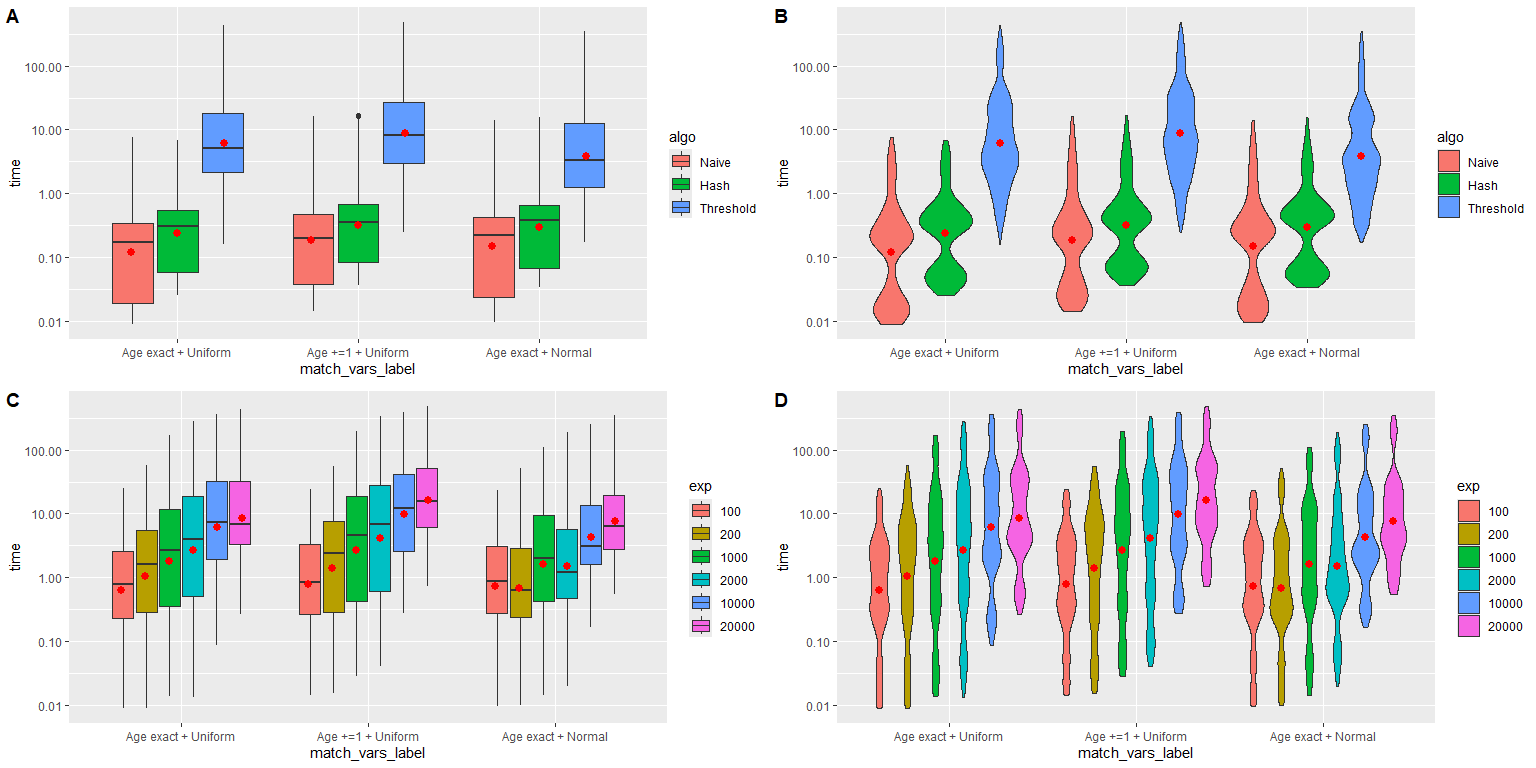 A
time
100.00
10.00
1.00
0.10
0.01
Age exact + Uniform
Age +=1 + Uniform
Age exact + Normal
match_vars_label
algo
Naive
Hash
Threshold
B
time
100.00
10.00
1.00
0.10
0.01
Age exact + Uniform
Age +=1 + Uniform
Age exact + Normal
match_vars_label
algo
Naive
Hash
Threshold
C
time
100.00
10.00
1.00
0.10
0.01
Age exact + Uniform
Age +=1 + Uniform
Age exact + Normal
match_vars_label
exp
100
200
1000
2000
10000
20000
D
time
100.00
10.00
1.00
0.10
0.01
Age exact + Uniform
Age +=1 + Uniform
Age exact + Normal
match_vars_label
exp
100
200
1000
2000
10000
20000